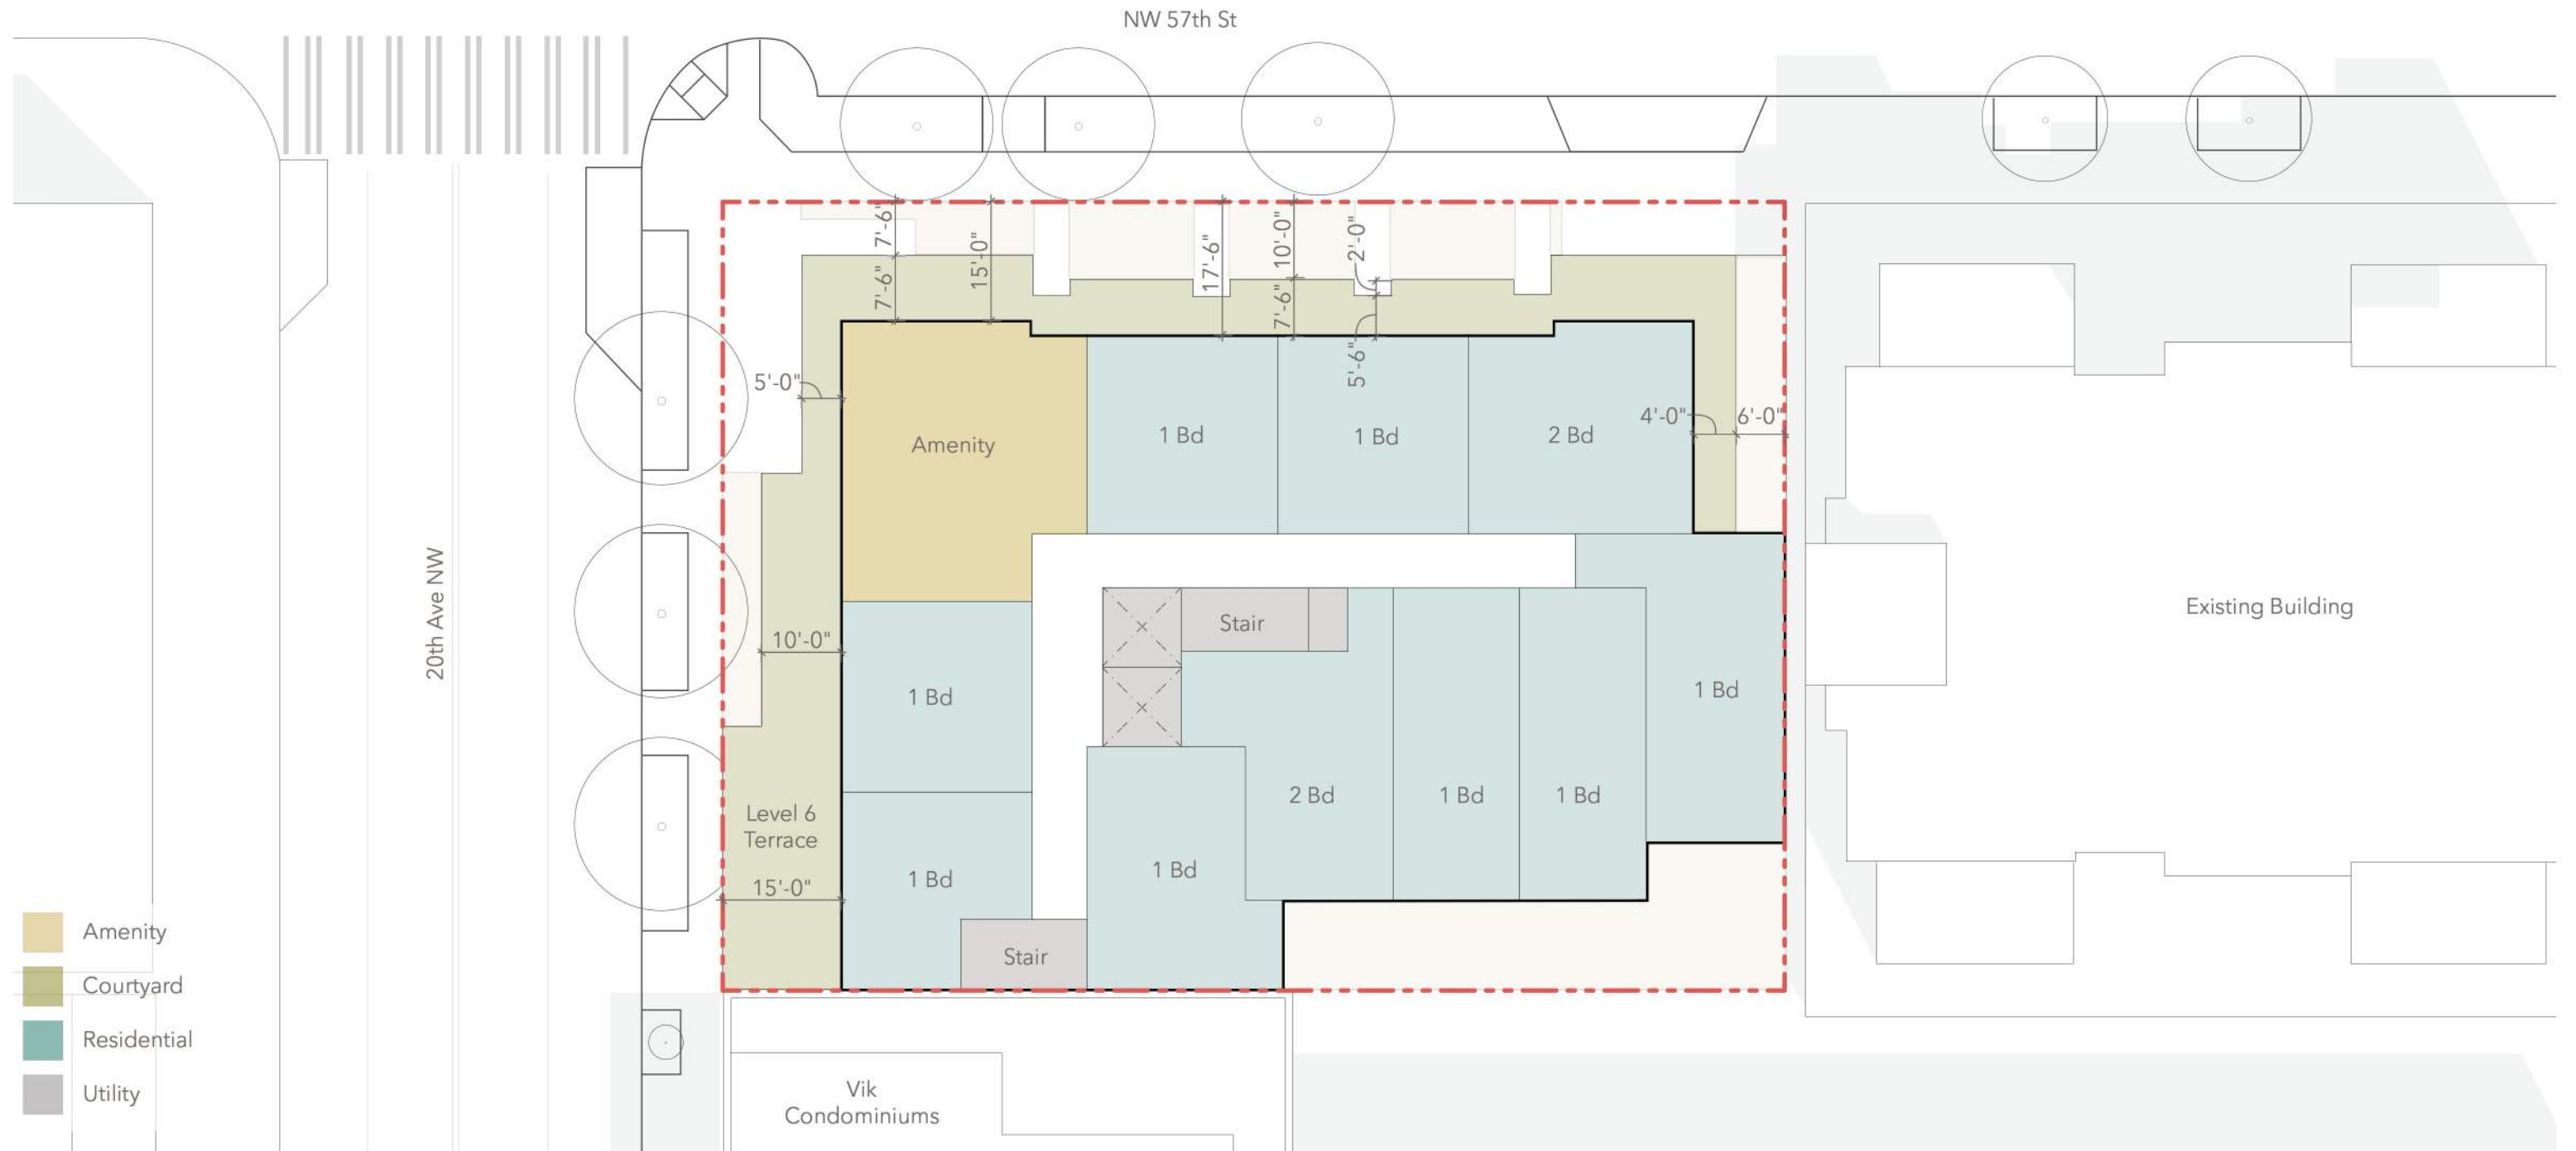 NW 57th St
7'-6"
7'-6"
15'-0"
17'-6"
10'-0"
7'-6"
2'-0"
5'-6"
5'-0"
4'-0"
6'-0"
Amenity
1 Bd
1 Bd
2 Bd
20th Ave NW
Stair
Existing Building
10'-0"
1 Bd
1 Bd
2 Bd
1 Bd
1 Bd
Level 6
Terrace
15'-0"
1 Bd
1 Bd
Stair
Amenity
Courtyard
Residential
Utility
Vik
Condominiums